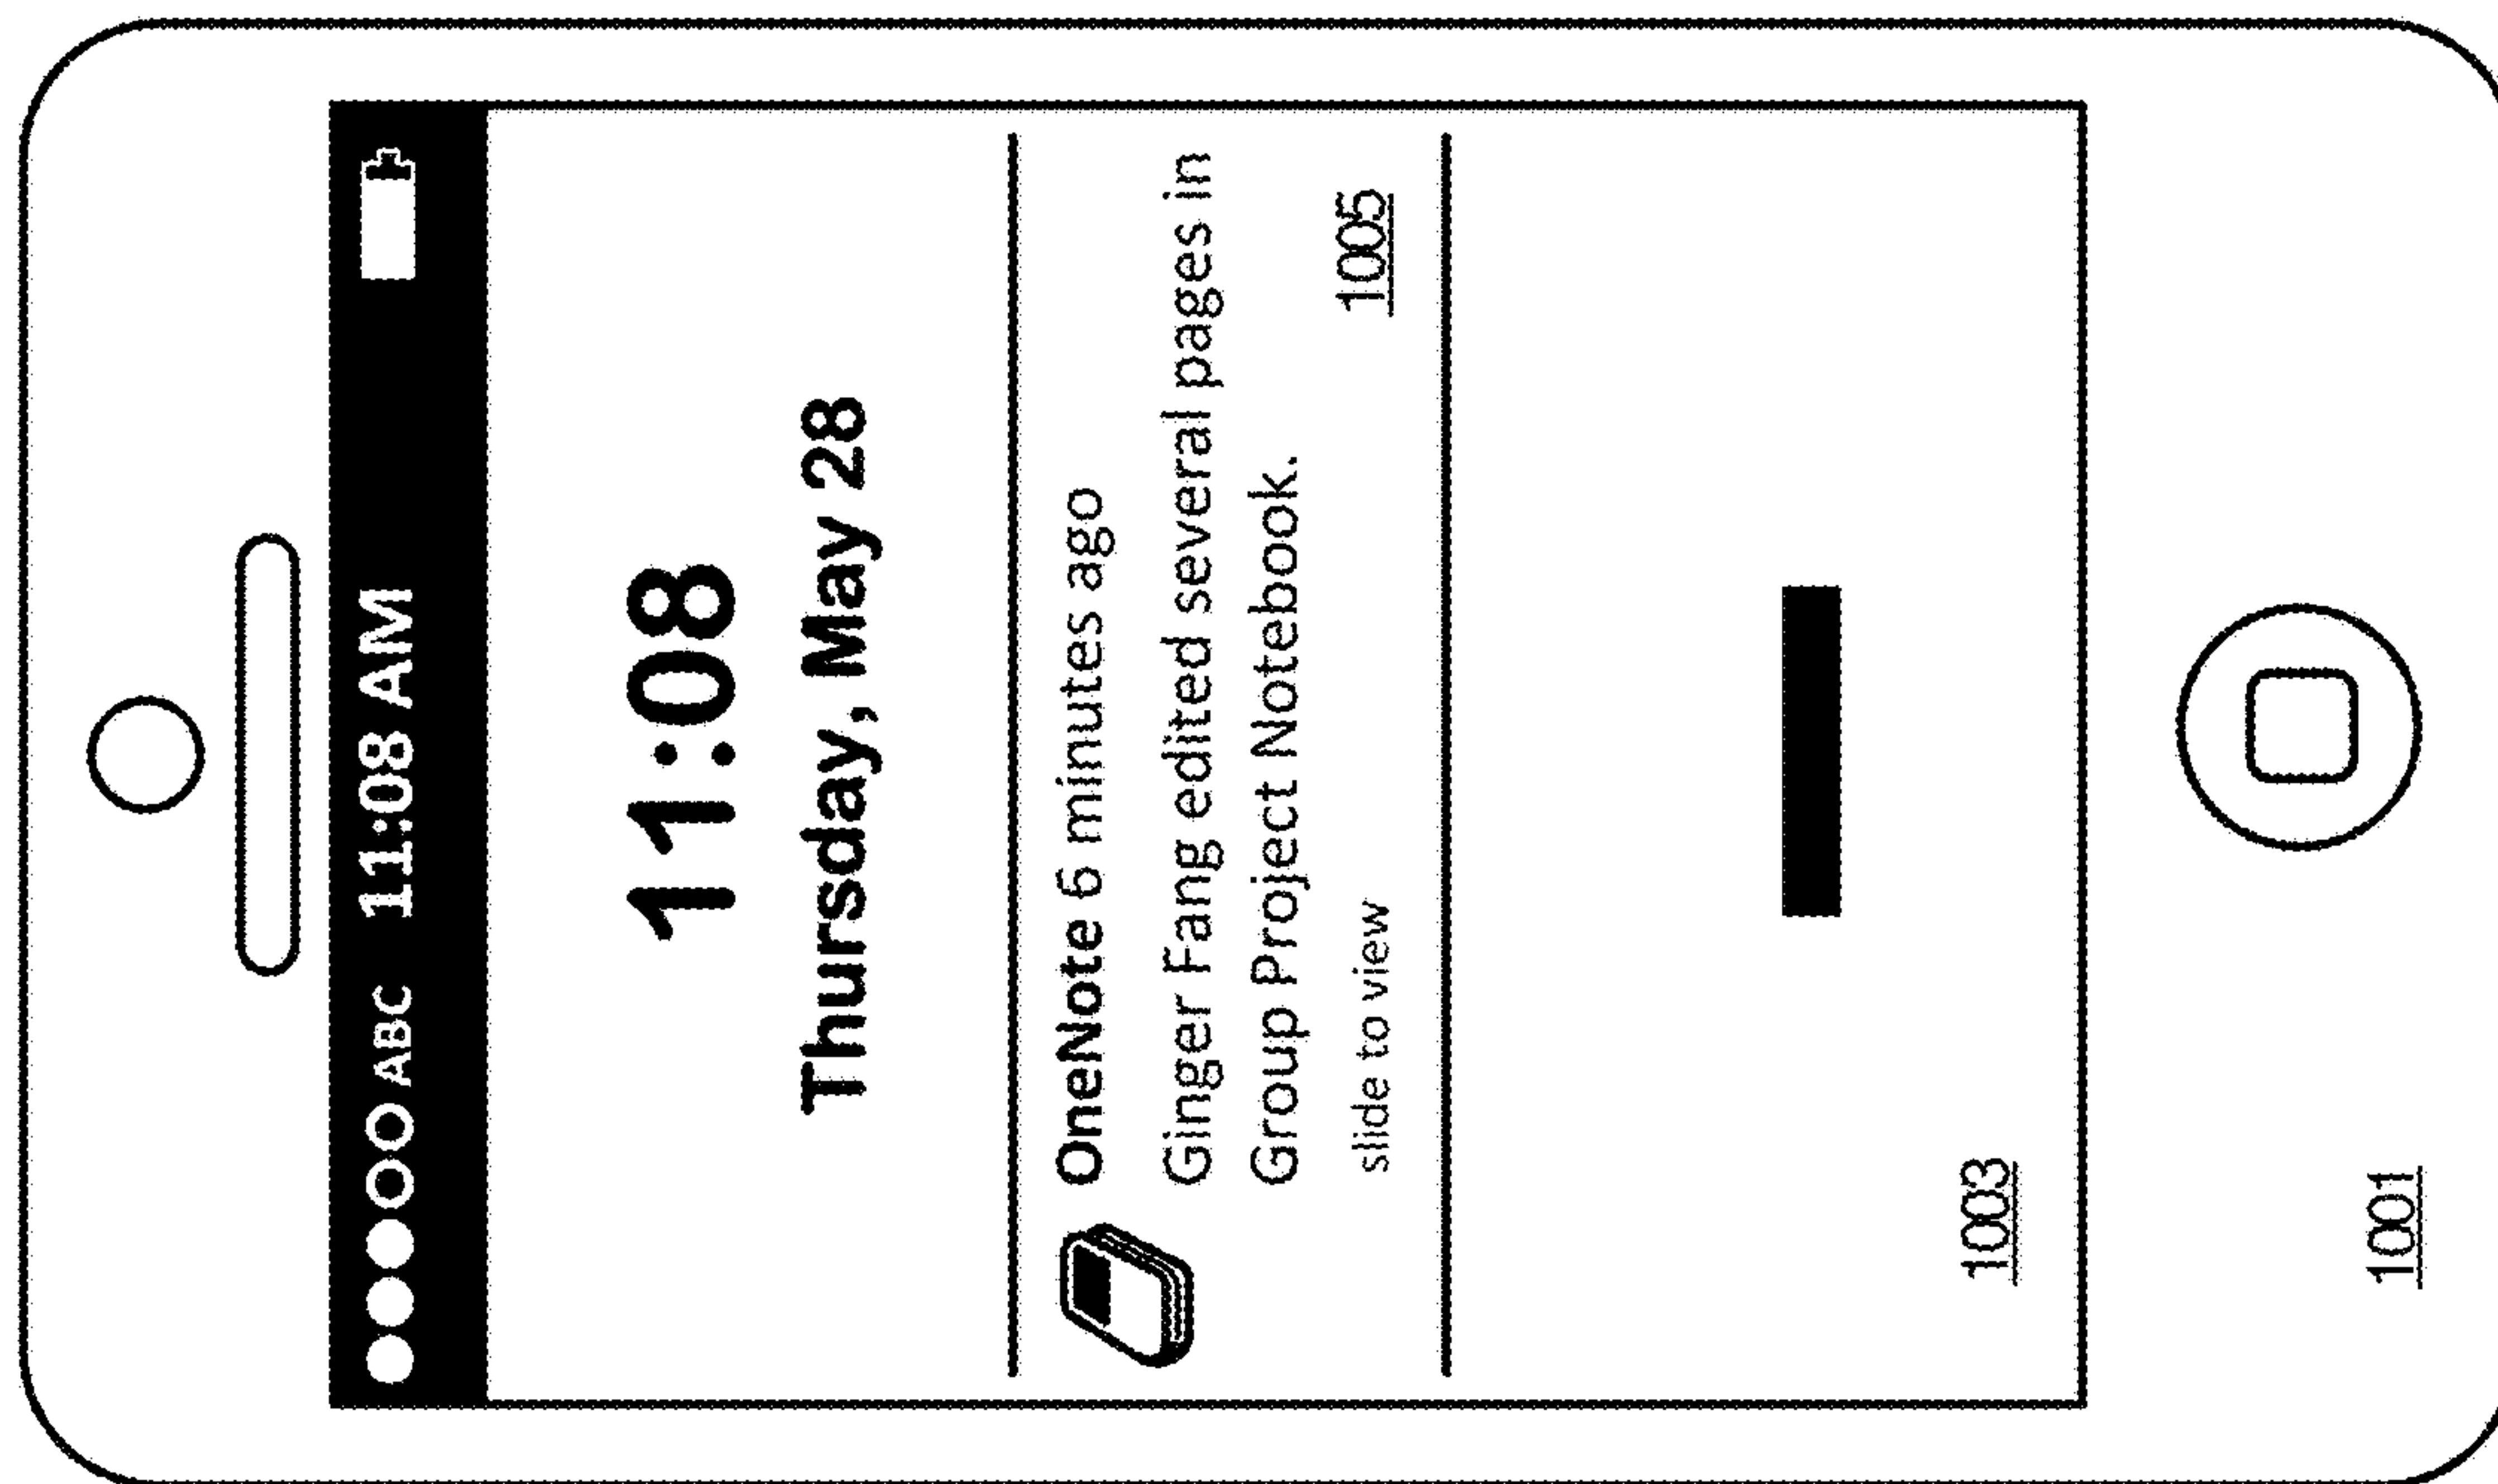 ABC 11:08 AM
11:08
Thursday, May 28
OneNote 6 minutes ago
Ginger Fang edited several pages in
Group Project Notebook.
slide to view
1005
1003
1001